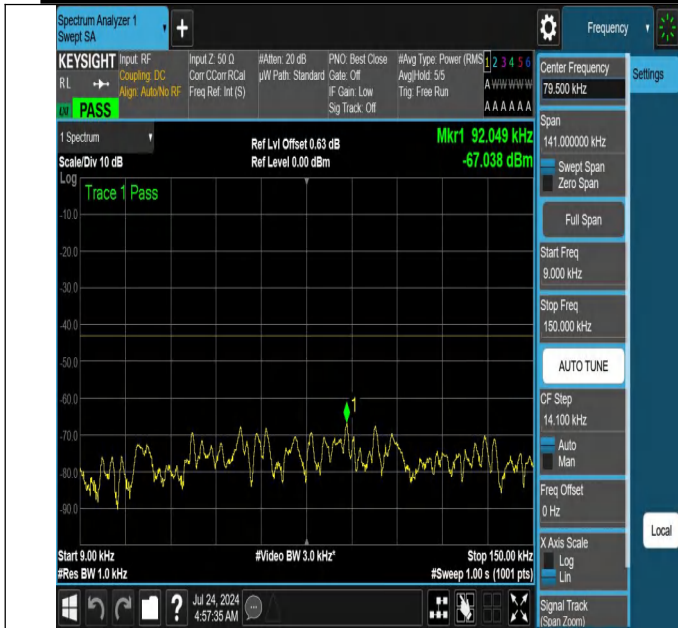 Spectrum Analyzer 1
Swept SA
Frequency
KEYSIGHT
RL
PASS
Input: RF
Coupling: DC
Align: Auto/No RF
Input Z: 50 Ω
Corr CCorr RCal
Freq Ref: Int (S)
#Atten: 20 dB
µW Path: Standard
PNO: Best Close
Gate: Off
IF Gain: Low
Sig Track: Off
#Avg Type: Power (RMS
Avg|Hold: 5/5
Trig: Free Run
1 2 3 4 5 6
A W W W W W
A A A A A A
1 Spectrum
Scale/Div 10 dB
Log
Ref Lvl Offset 0.63 dB
Ref Level 0.00 dBm
Mkr1 92.049 kHz
-67.038 dBm
Trace 1 Pass
-10.0
-20.0
-30.0
-40.0
-50.0
-60.0
-70.0
-80.0
-90.0
1
Start 9.00 kHz
#Res BW 1.0 kHz
#Video BW 3.0 kHz*
Stop 150.00 kHz
#Sweep 1.00 s (1001 pts)
Jul 24, 2024
4:57:35 AM
Center Frequency
79.500 kHz
Settings
Span
141.000000 kHz
Swept Span
Zero Span
Full Span
Start Freq
9.000 kHz
Stop Freq
150.000 kHz
AUTO TUNE
CF Step
14.100 kHz
Auto
Man
Freq Offset
0 Hz
Local
X Axis Scale
Log
Lin
Signal Track
(Span Zoom)